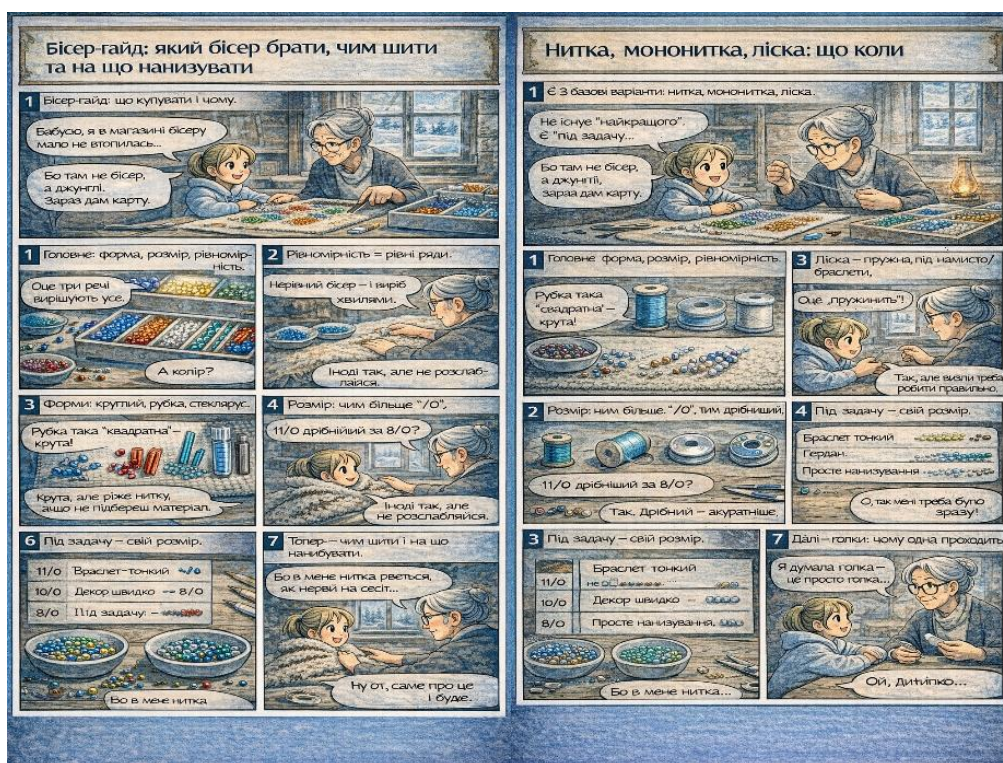 Бісер-гайд: який бісер брати, чим шити
та на що нанизувати
1 Бісер-гайд: що купувати і чому.
Бабусю, я в магазині бісеру
мало не втопилась...
Бо там не бісер,
а джунглі.
Зараз дам карту.
1 Головне: форма, розмір, рівномір-
ність.
Оце три речі
вирішують усе.
А колір?
2 Рівномірність = рівні ряди.
Нерівний бісер – і виріб
хвилями.
Іноді так, але не розслаб-
ляйся.
3 Форми: круглий, рубка, стеклярус.
Рубка така "квадратна" –
крута!
Крута, але ріже нитку,
якщо не підбереш матеріал.
4 Розмір: чим більше "/0",
11/0 дрібнійий за 8/0?
Іноді так, але
не розслабляйся.
6 Під задачу – свій розмір.
11/0 Браслет-тонкий
10/0 Декор швидко -- 8/0
8/0 Під задачу: –
Бо в мене нитка
7 Топер-– чим шити і на що
нанибувати.
Бо в мене нитка рветься,
як нерви на сесіт...
Ну от, саме про це
і буде.
Нитка, мононитка, ліска: що коли
1 Є 3 базові варіанти: нитка, мононитка, ліска.
Не існує "найкращого".
Є "під задачу...
Бо там не бісер,
а джунглії,
Зараз дам карту.
1 Головне форма, розмір, рівномірність.
Рубка така
"свадратна" –
крута!
3 Ліска – пружна, під намисто/
браслети,
Оце „пружинить"!
Так, але визли треба
робити правильно.
2 Розмір: ним більше. "/0", тим дрібниший,
11/0 дрібніший за 8/0?
Так. Дрібний – акуратніше,
4 Під задачу – свій розмір.
Браслет тонкий
Гердан.
Просте нанизування
О, так мені треба було
зразу!
3 Під задачу – свій розмір.
Браслет тонкий
11/0 не
10/0 Декор швидко –
8/0 Просте нанизування.
Бо в мене нитка...
7 Далі – голки: чому одна проходить
Я думала голка –
це просто голка...
Ой, Дитипко...